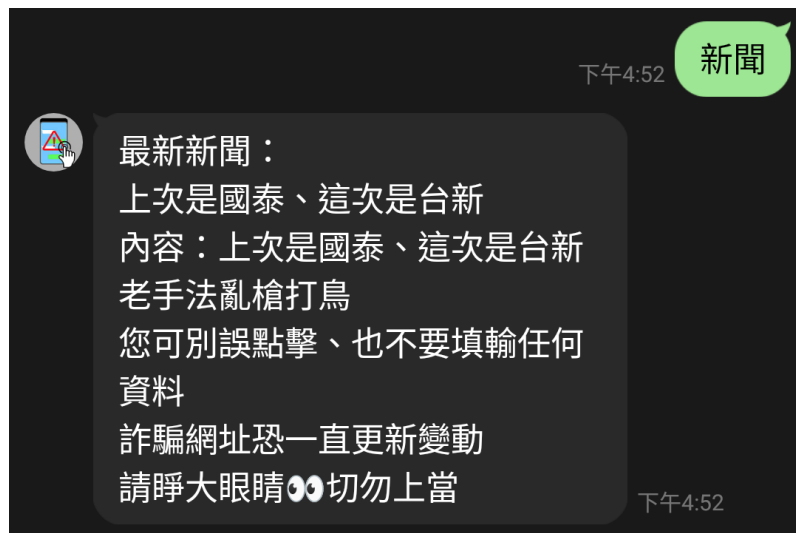 新聞
下午4:52
最新新聞：
上次是國泰、這次是台新
內容：上次是國泰、這次是台新
老手法亂槍打鳥
您可別誤點擊、也不要填輸任何
資料
詐騙網址恐一直更新變動
請睜大眼睛👀切勿上當
下午4:52